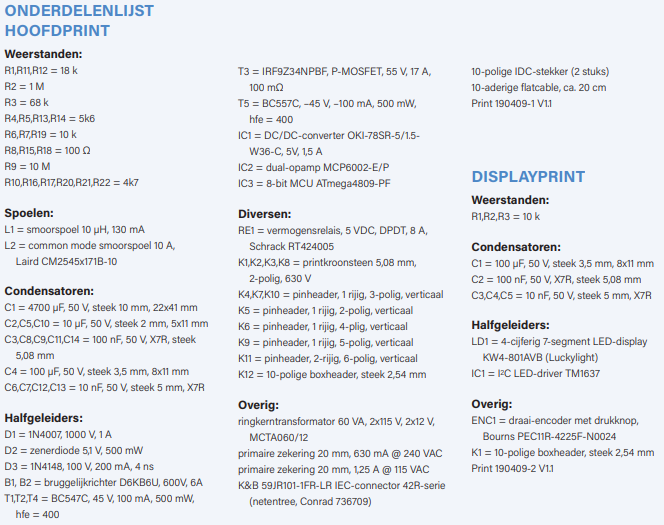 ONDERDELENLIJST
HOOFDPRINT
Weerstanden:
R1,R11,R12 = 18 k
R2 = 1 M
R3 = 68 k
R4,R5,R13,R14 = 5k6
R6,R7,R19 = 10 k
R8,R15,R18 = 100 Ω
R9 = 10 M
R10,R16,R17,R20,R21,R22 = 4k7
Spoelen:
L1 = smoorspoel 10 µH, 130 mA
L2 = common mode smoorspoel 10 A,
Laird CM2545x171B-10
Condensatoren:
C1 = 4700 µF, 50 V, steek 10 mm, 22x41 mm
C2,C5,C10 = 10 µF, 50 V, steek 2 mm, 5x11 mm
C3,C8,C9,C11,C14 = 100 nF, 50 V, X7R, steek
5,08 mm
C4 = 100 µF, 50 V, steek 3,5 mm, 8x11 mm
C6,C7,C12,C13 = 10 nF, 50 V, steek 5 mm, X7R
Halfgeleiders:
D1 = 1N4007, 1000 V, 1 A
D2 = zenerdiode 5,1 V, 500 mW
D3 = 1N4148, 100 V, 200 mA, 4 ns
B1, B2 = bruggelijkrichter D6KB6U, 600V, 6A
T1,T2,T4 = BC547C, 45 V, 100 mA, 500 mW,
hfe = 400
T3 = IRF9Z34NPBF, P-MOSFET, 55 V, 17 A,
100 mΩ
T5 = BC557C, –45 V, –100 mA, 500 mW,
hfe = 400
IC1 = DC/DC-converter OKI-78SR-5/1.5-
W36-C, 5V, 1,5 A
IC2 = dual-opamp MCP6002-E/P
IC3 = 8-bit MCU ATmega4809-PF
Diversen:
RE1 = vermogensrelais, 5 VDC, DPDT, 8 A,
Schrack RT424005
K1,K2,K3,K8 = printkroonsteen 5,08 mm,
2-polig, 630 V
K4,K7,K10 = pinheader, 1 rijig, 3-polig, verticaal
K5 = pinheader, 1 rijig, 2-polig, verticaal
K6 = pinheader, 1 rijig, 4-plig, verticaal
K9 = pinheader, 1 rijig, 5-polig, verticaal
K11 = pinheader, 2-rijig, 6-polig, verticaal
K12 = 10-polige boxheader, steek 2,54 mm
Overig:
ringkerntransformator 60 VA, 2x115 V, 2x12 V,
MCTA060/12
primaire zekering 20 mm, 630 mA @ 240 VAC
primaire zekering 20 mm, 1,25 A @ 115 VAC
K&B 59JR101-1FR-LR IEC-connector 42R-serie
(netentree, Conrad 736709)
10-polige IDC-stekker (2 stuks)
10-aderige flatcable, ca. 20 cm
Print 190409-1 V1.1
DISPLAYPRINT
Weerstanden:
R1,R2,R3 = 10 k
Condensatoren:
C1 = 100 µF, 50 V, steek 3,5 mm, 8x11 mm
C2 = 100 nF, 50 V, X7R, steek 5,08 mm
C3,C4,C5 = 10 nF, 50 V, steek 5 mm, X7R
Halfgeleiders:
LD1 = 4-cijferig 7-segment LED-display
KW4-801AVB (Luckylight)
IC1 = I²C LED-driver TM1637
Overig:
ENC1 = draai-encoder met drukknop,
Bourns PEC11R-4225F-N0024
K1 = 10-polige boxheader, steek 2,54 mm
Print 190409-2 V1.1